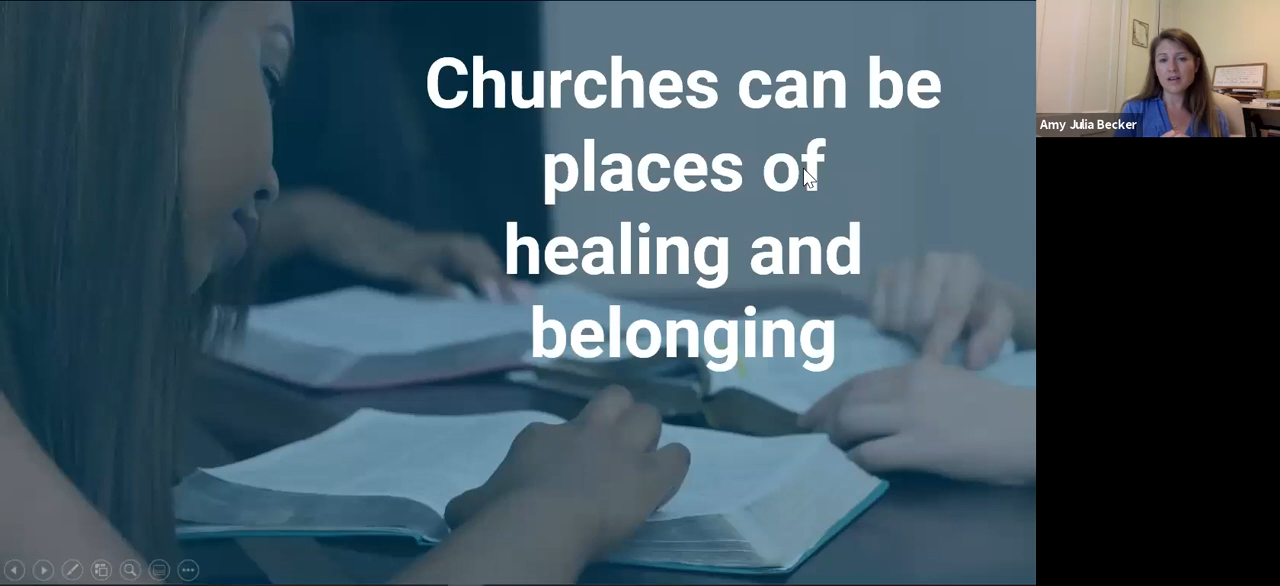 Churches can be
places of
healing and
belonging
Amy Julia Becker